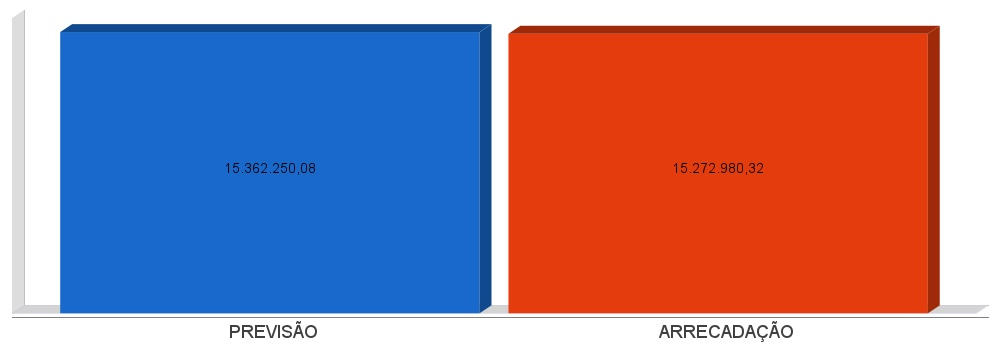 15.362.250,08
15.272.980,32
PREVISÃO
ARRECADAÇÃO